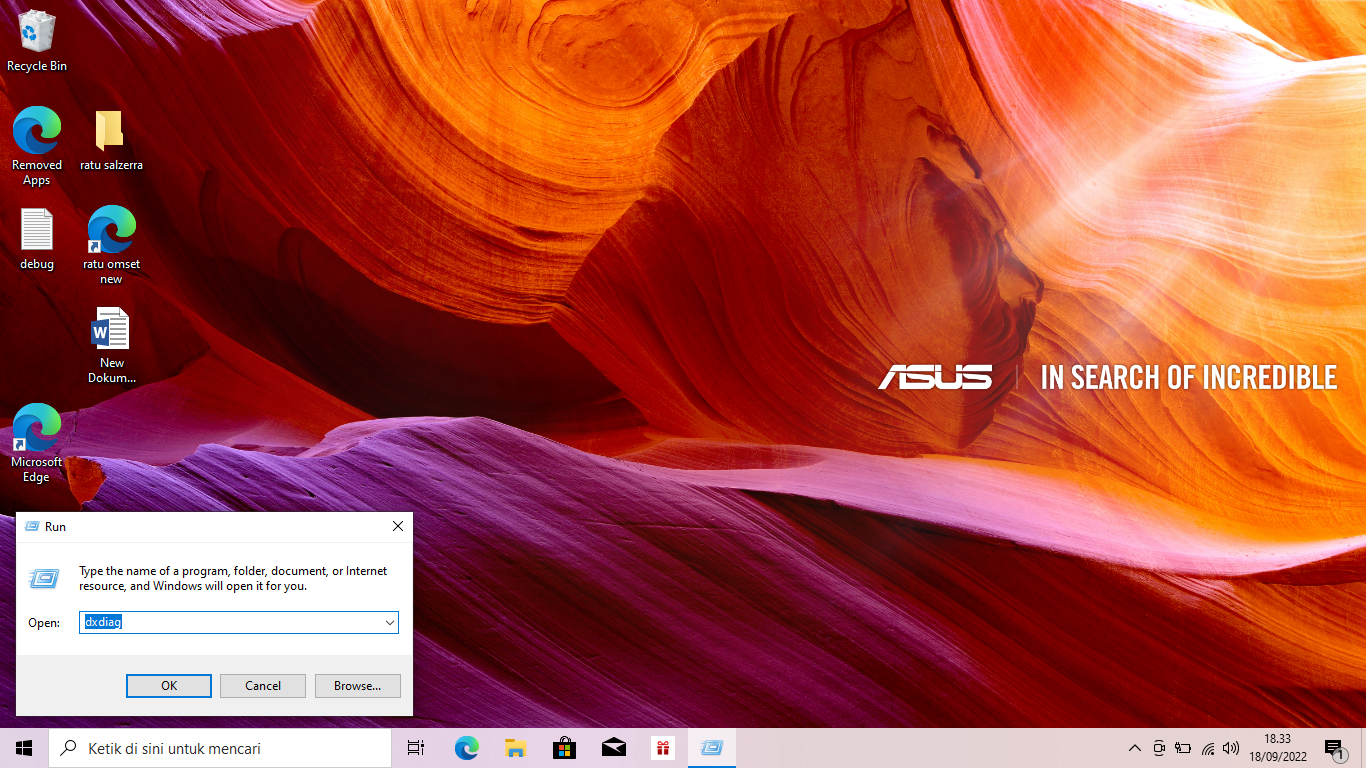 Recycle Bin
Removed
Apps
ratu salzerra
debug
ratu omset
new
W
New
Dokum...
Microsoft
Edge
ASUS | IN SEARCH OF INCREDIBLE
Run
Type the name of a program, folder, document, or Internet
resource, and Windows will open it for you.
Open:
dxdiag
OK
Cancel
Browse...
Ketik di sini untuk mencari
18.33
18/09/2022
1